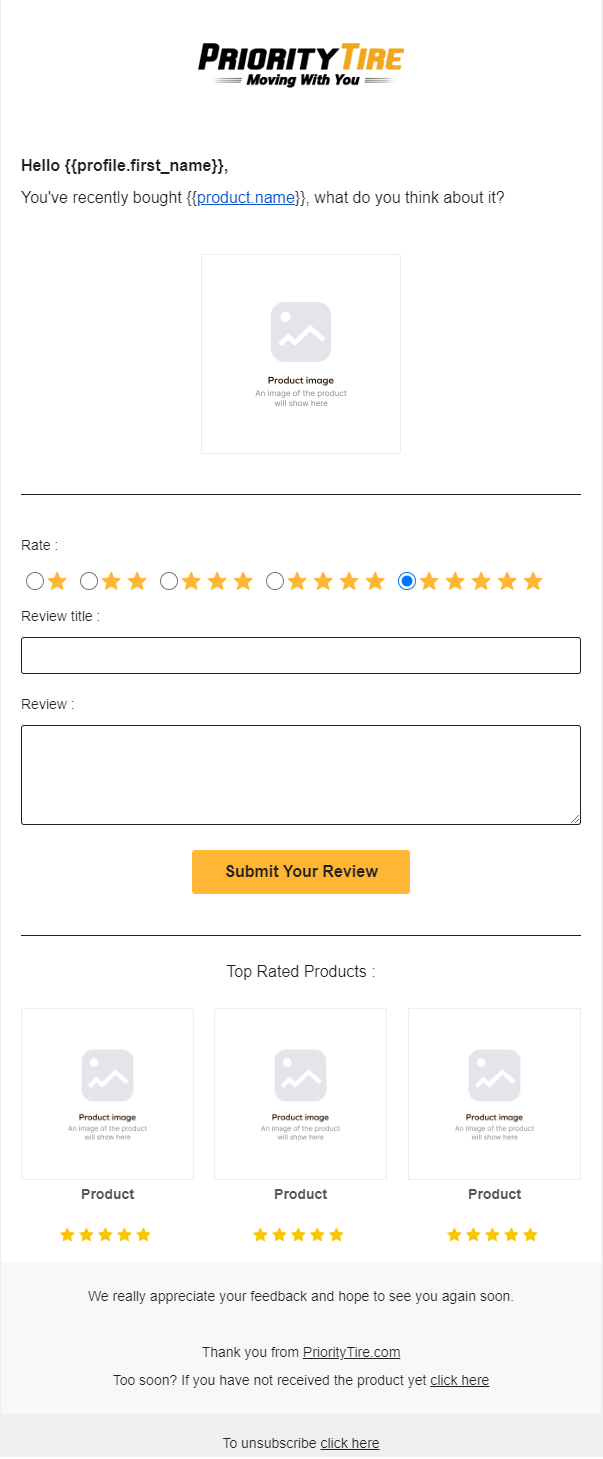 PRIORITYTIRE
Moving With You
Hello {{profile.first_name}},
You've recently bought {{product.name}}, what do you think about it?
Product image
An image of the product
will show here
Rate :
Review title :
Review :
Submit Your Review
Top Rated Products :
Product image
An image of the product
will show here
Product image
An image of the product
will show here
Product image
An image of the product
will show here
Product
Product
Product
We really appreciate your feedback and hope to see you again soon.
Thank you from PriorityTire.com
Too soon? If you have not received the product yet click here
To unsubscribe click here